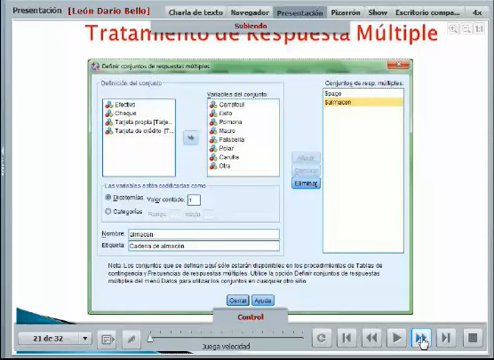 Presentación [León Darío Bello]
Charla de texto Navegador Presentación Pizarrón Show Escritorio compa... 4x
Subiendo
Tratamiento de Respuesta Múltiple
Definir conjuntos de respuestas múltiples
Definición del conjunto
Variables del conjunto:
Conjuntos de resp. múltiples:
Efectivo
Cheque
Tarjeta propia [Tarje...
Tarjeta de crédito [T...
Exito
Pomona
Macro
Falabella
Polar
Carulla
Otra
$pago
$almacen
Añadir
Cambiar
Eliminar
Las variables están codificadas como
Dicotomías Valor contado: 1
Categorías Rango: hasta
Nombre: almacen
Etiqueta: Cadena de almacén
Nota: Los conjuntos que se definan aquí sólo estarán disponibles en los procedimientos de Tablas de
contingencia y Frecuencias de respuestas múltiples. Utilice la opción Definir conjuntos de respuestas
múltiples del menú Datos para utilizar los conjuntos en cualquier otro sitio.
Cerrar Ayuda
Control
21 de 32
Juega velocidad